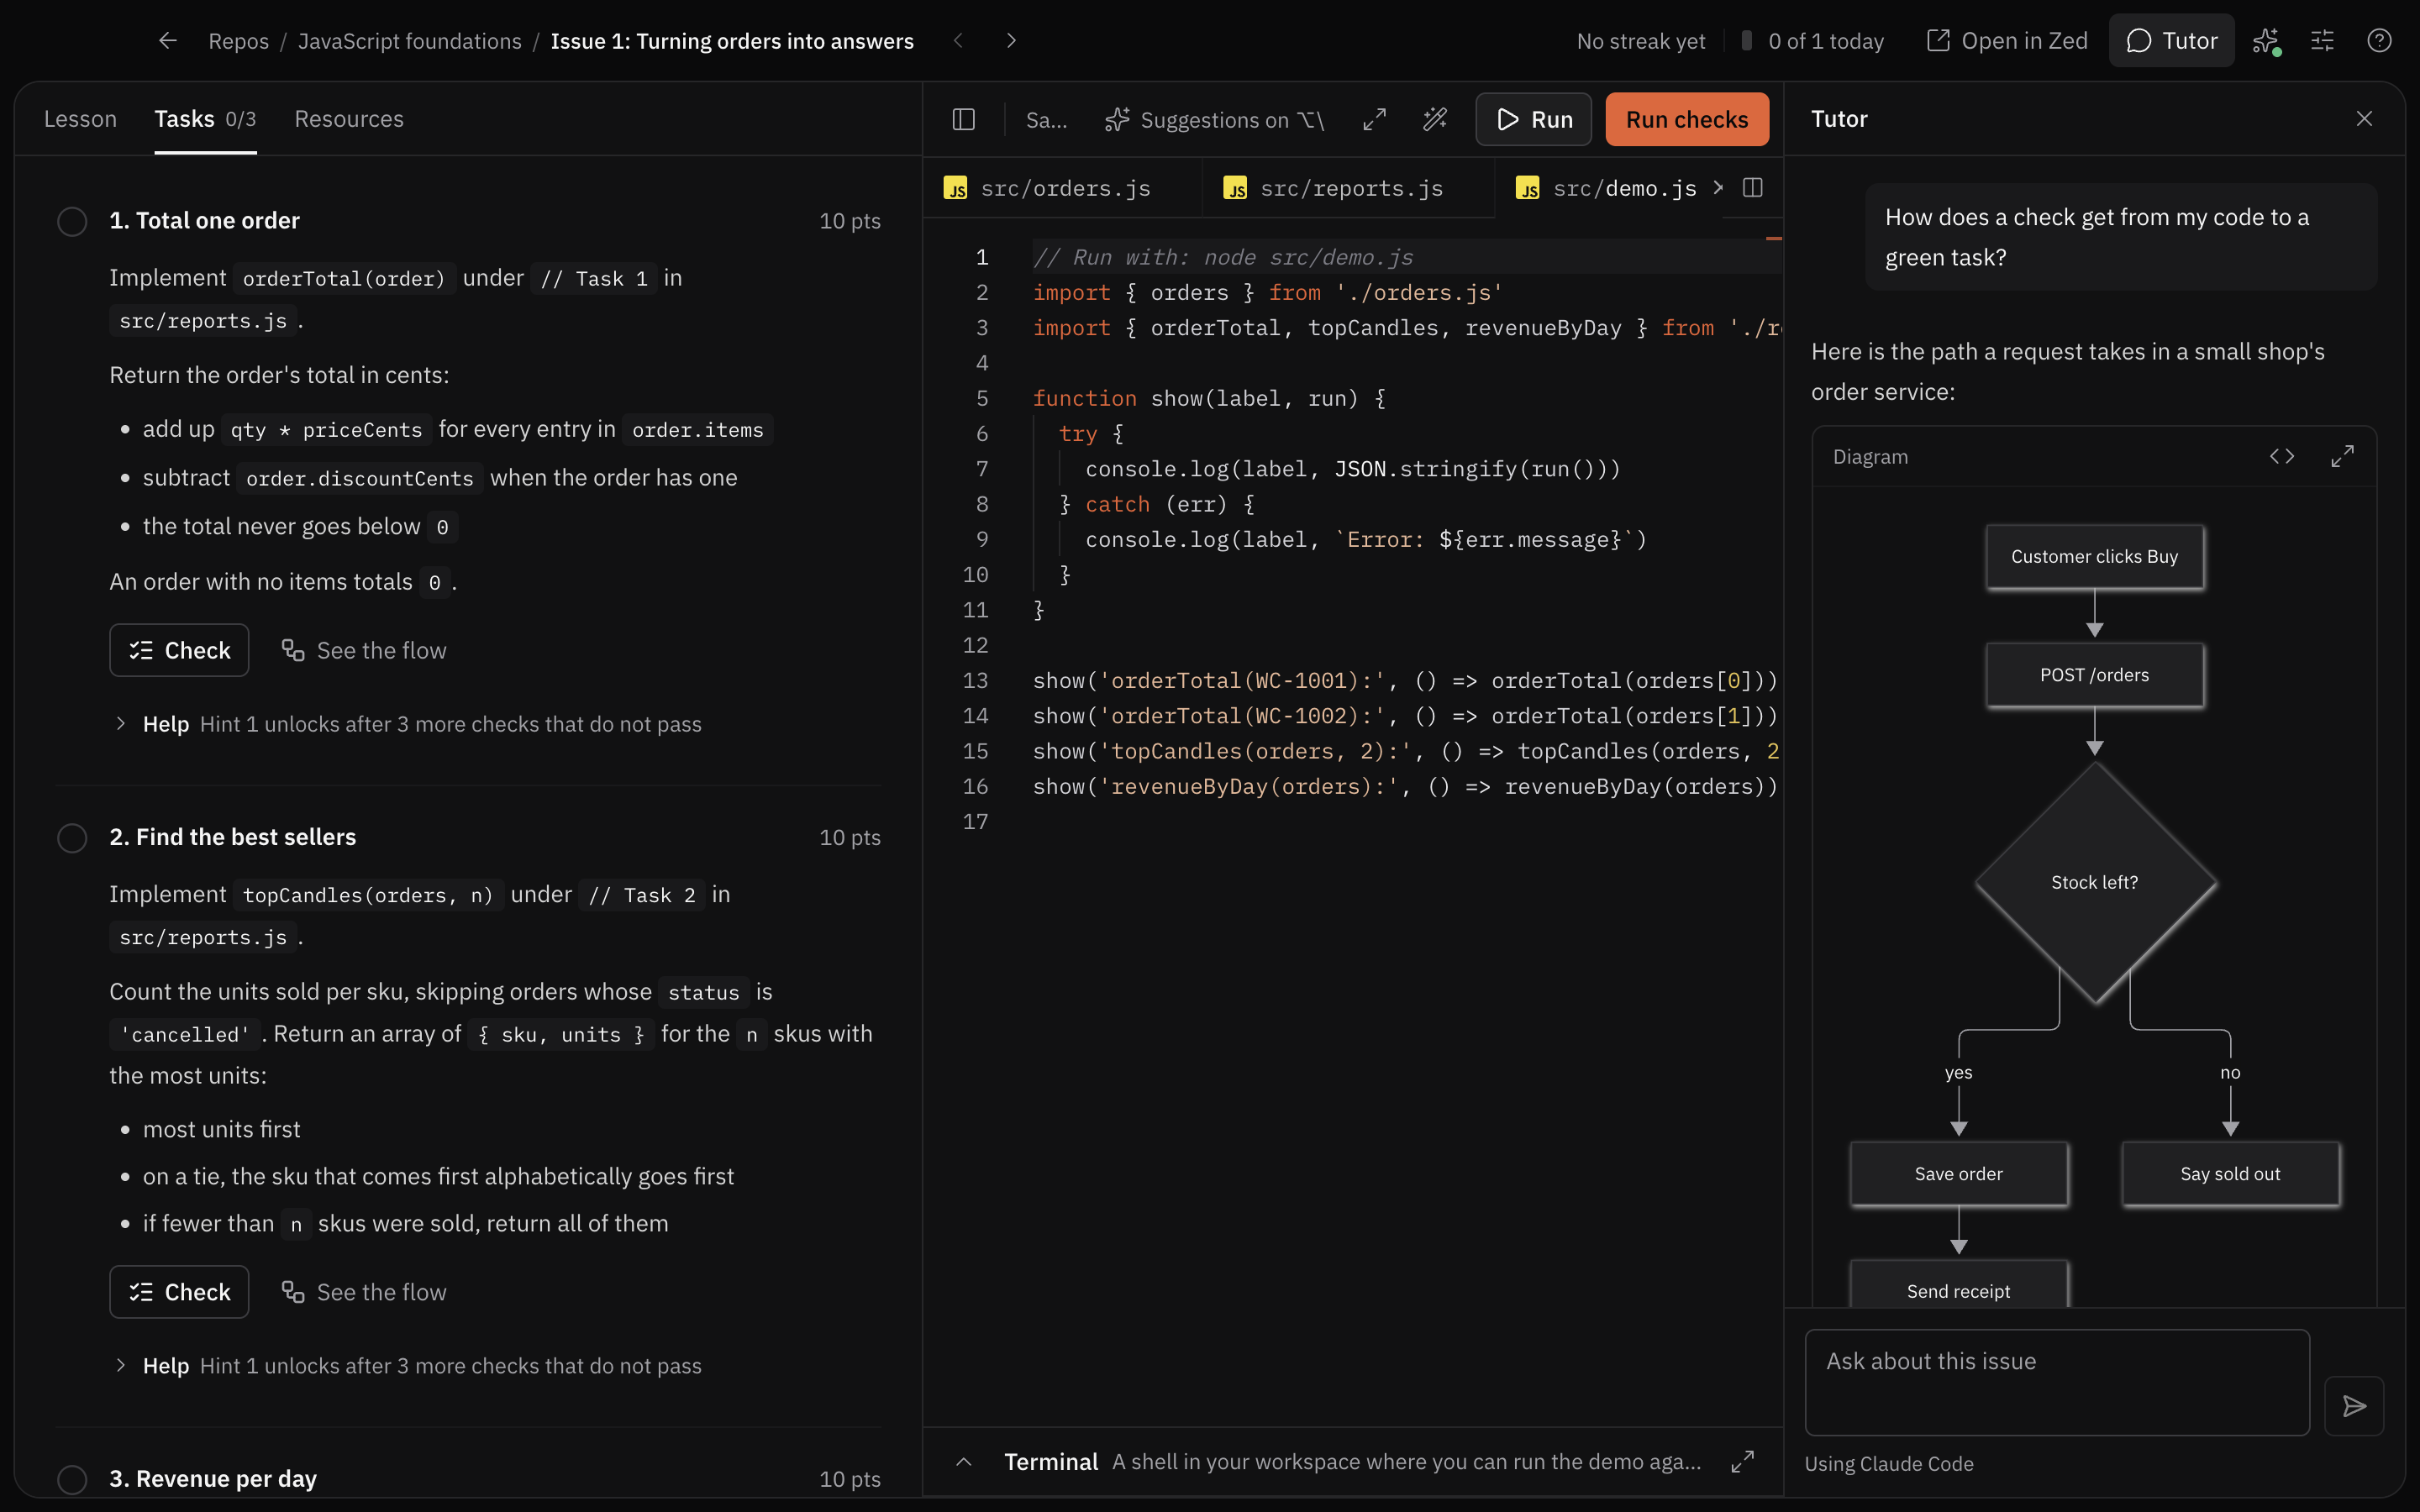 Repos / JavaScript foundations / Issue 1: Turning orders into answers
No streak yet
0 of 1 today
Open in Zed
Tutor
Lesson
Tasks 0/3
Resources
1. Total one order
10 pts
Implement orderTotal(order) under // Task 1 in
src/reports.js.
Return the order's total in cents:
• add up qty * priceCents for every entry in order.items
• subtract order.discountCents when the order has one
• the total never goes below 0
An order with no items totals 0.
Check
See the flow
Help Hint 1 unlocks after 3 more checks that do not pass
2. Find the best sellers
10 pts
Implement topCandles(orders, n) under // Task 2 in
src/reports.js.
Count the units sold per sku, skipping orders whose status is
'cancelled'. Return an array of { sku, units } for the n skus with
the most units:
• most units first
• on a tie, the sku that comes first alphabetically goes first
• if fewer than n skus were sold, return all of them
Check
See the flow
Help Hint 1 unlocks after 3 more checks that do not pass
3. Revenue per day
10 pts
Sa...
Suggestions on ⌥\
Run
Run checks
JS src/orders.js
JS src/reports.js
JS src/demo.js
1 // Run with: node src/demo.js
2 import { orders } from './orders.js'
3 import { orderTotal, topCandles, revenueByDay } from './r
4
5 function show(label, run) {
6 try {
7 console.log(label, JSON.stringify(run()))
8 } catch (err) {
9 console.log(label, `Error: ${err.message}`)
10 }
11 }
12
13 show('orderTotal(WC-1001):', () => orderTotal(orders[0]))
14 show('orderTotal(WC-1002):', () => orderTotal(orders[1]))
15 show('topCandles(orders, 2):', () => topCandles(orders, 2
16 show('revenueByDay(orders):', () => revenueByDay(orders))
17
Terminal A shell in your workspace where you can run the demo aga...
Tutor
How does a check get from my code to a
green task?
Here is the path a request takes in a small shop's
order service:
Diagram
Customer clicks Buy
POST /orders
Stock left?
yes
no
Save order
Say sold out
Send receipt
Ask about this issue
Using Claude Code